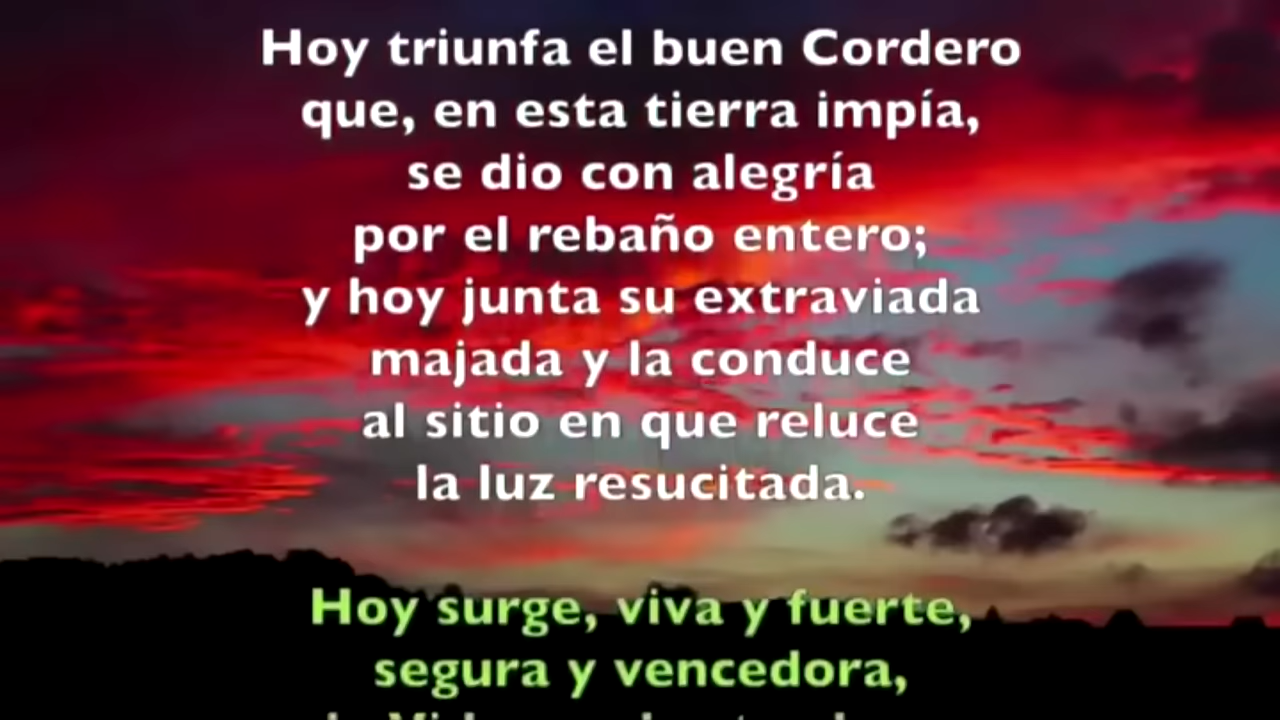 Hoy triunfa el buen Cordero
que, en esta tierra impía,
se dio con alegría
por el rebaño entero;
y hoy junta su extraviada
majada y la conduce
al sitio en que reluce
la luz resucitada.
Hoy surge, viva y fuerte,
segura y vencedora,